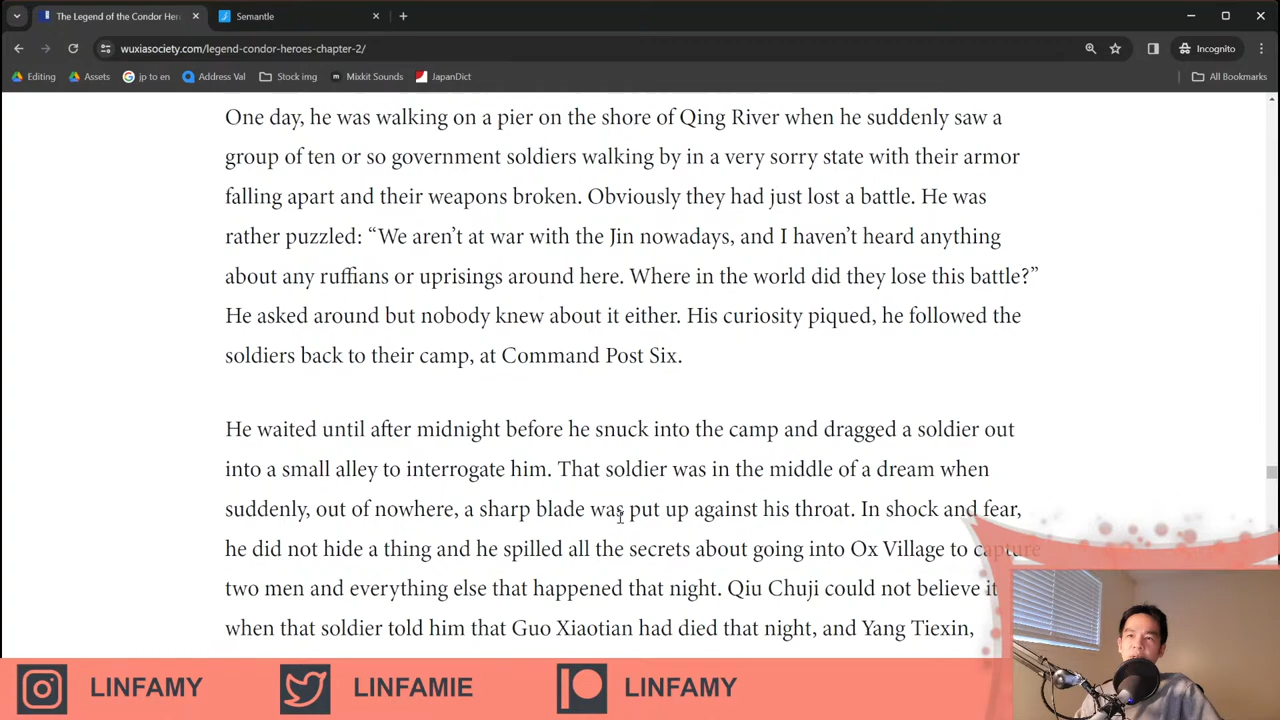 The Legend of the Condor Her
Semantle
wuxiasociety.com/legend-condor-heroes-chapter-2/
Incognito
Editing
Assets
jp to en
Address Val
Stock img
Mixkit Sounds
JapanDict
All Bookmarks
One day, he was walking on a pier on the shore of Qing River when he suddenly saw a
group of ten or so government soldiers walking by in a very sorry state with their armor
falling apart and their weapons broken. Obviously they had just lost a battle. He was
rather puzzled: “We aren’t at war with the Jin nowadays, and I haven’t heard anything
about any ruffians or uprisings around here. Where in the world did they lose this battle?”
He asked around but nobody knew about it either. His curiosity piqued, he followed the
soldiers back to their camp, at Command Post Six.
He waited until after midnight before he snuck into the camp and dragged a soldier out
into a small alley to interrogate him. That soldier was in the middle of a dream when
suddenly, out of nowhere, a sharp blade was put up against his throat. In shock and fear,
he did not hide a thing and he spilled all the secrets about going into Ox Village to capture
two men and everything else that happened that night. Qiu Chuji could not believe it
when that soldier told him that Guo Xiaotian had died that night, and Yang Tiexin,
LINFAMY
LINFAMIE
LINFAMY